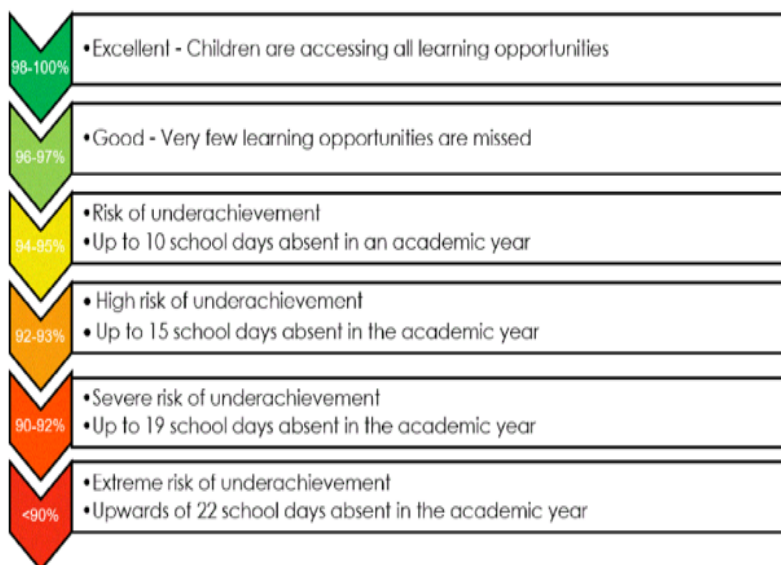 98-100%
•Excellent - Children are accessing all learning opportunities
96-97%
•Good - Very few learning opportunities are missed
94-95%
•Risk of underachievement
•Up to 10 school days absent in an academic year
92-93%
• High risk of underachievement
• Up to 15 school days absent in the academic year
90-92%
•Severe risk of underachievement
•Up to 19 school days absent in the academic year
<90%
•Extreme risk of underachievement
•Upwards of 22 school days absent in the academic year